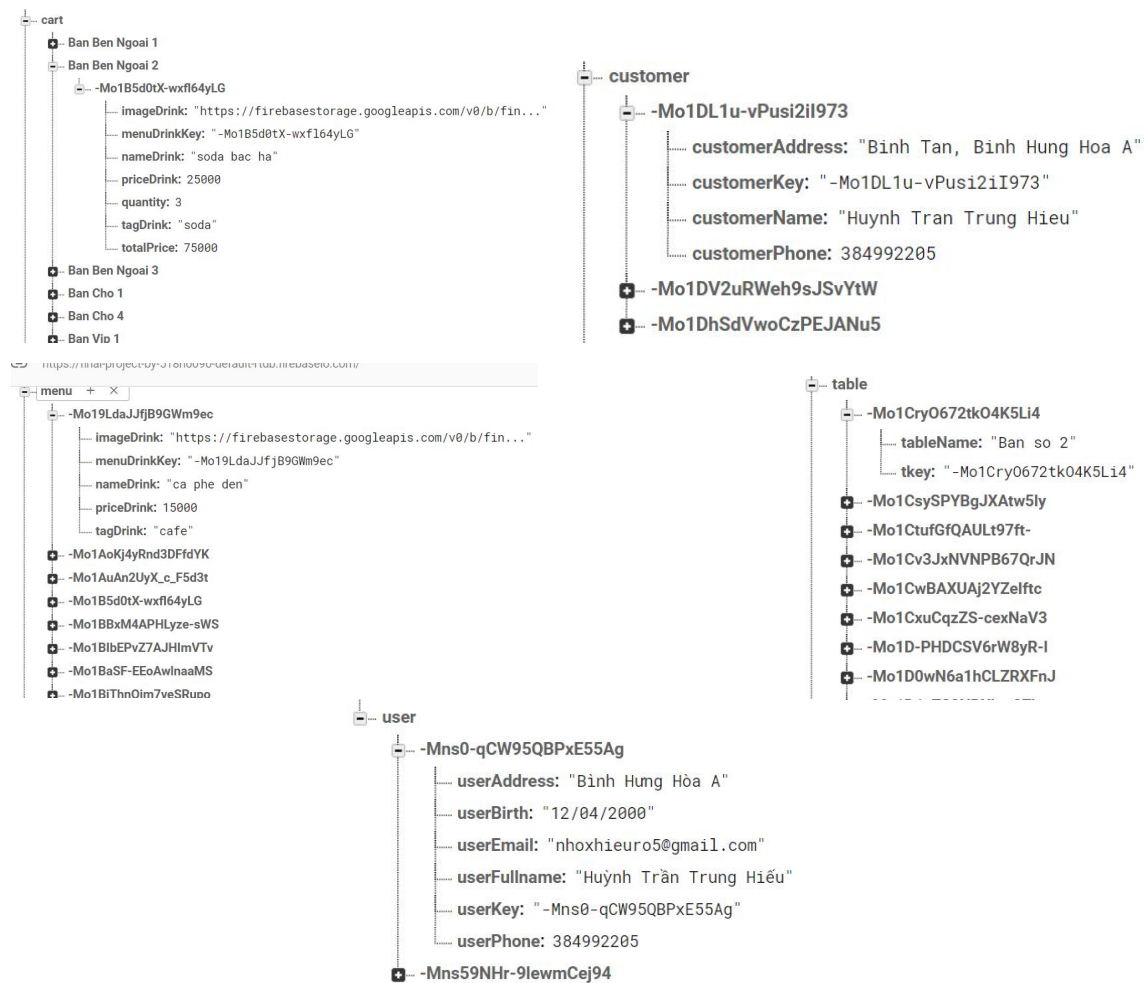 cart
Ban Ben Ngoai 1
Ban Ben Ngoai 2
-Mo1B5d0tX-wxfl64yLG
imageDrink: "https://firebasestorage.googleapis.com/v0/b/fin..."
menuDrinkKey: "-Mo1B5d0tX-wxfl64yLG"
nameDrink: "soda bac ha"
priceDrink: 25000
quantity: 3
tagDrink: "soda"
totalPrice: 75000
Ban Ben Ngoai 3
Ban Cho 1
Ban Cho 4
Ban Vip 1
customer
-Mo1DL1u-vPusi2iI973
customerAddress: "Binh Tan, Binh Hung Hoa A"
customerKey: "-Mo1DL1u-vPusi2iI973"
customerName: "Huynh Tran Trung Hieu"
customerPhone: 384992205
-Mo1DV2uRWeh9sJSvYtW
-Mo1DhSdVwoCzPEJANu5
menu + ×
-Mo19LdaJJfjB9GWm9ec
imageDrink: "https://firebasestorage.googleapis.com/v0/b/fin..."
menuDrinkKey: "-Mo19LdaJJfjB9GWm9ec"
nameDrink: "ca phe den"
priceDrink: 15000
tagDrink: "cafe"
-Mo1AoKj4yRnd3DFfdYK
-Mo1AuAn2UyX_c_F5d3t
-Mo1B5d0tX-wxfl64yLG
-Mo1BBxM4APHLyze-sWS
-Mo1BlbEPvZ7AJHlmVTv
-Mo1BaSF-EEoAwlnaaMS
table
-Mo1CryO672tkO4K5Li4
tableName: "Ban so 2"
tkey: "-Mo1CryO672tkO4K5Li4"
-Mo1CsySPYBgJXAtw5ly
-Mo1CtufGfQAULt97ft-
-Mo1Cv3JxNVNPB67QrJN
-Mo1CwBAXUAj2YZelftc
-Mo1CxuCqzZS-cexNaV3
-Mo1D-PHDCSV6rW8yR-l
-Mo1D0wN6a1hCLZRXFnJ
user
-Mns0-qCW95QBPxE55Ag
userAddress: "Bình Hưng Hòa A"
userBirth: "12/04/2000"
userEmail: "nhoxhieuro5@gmail.com"
userFullname: "Huỳnh Trần Trung Hiếu"
userKey: "-Mns0-qCW95QBPxE55Ag"
userPhone: 384992205
-Mns59NHr-9lewmCej94